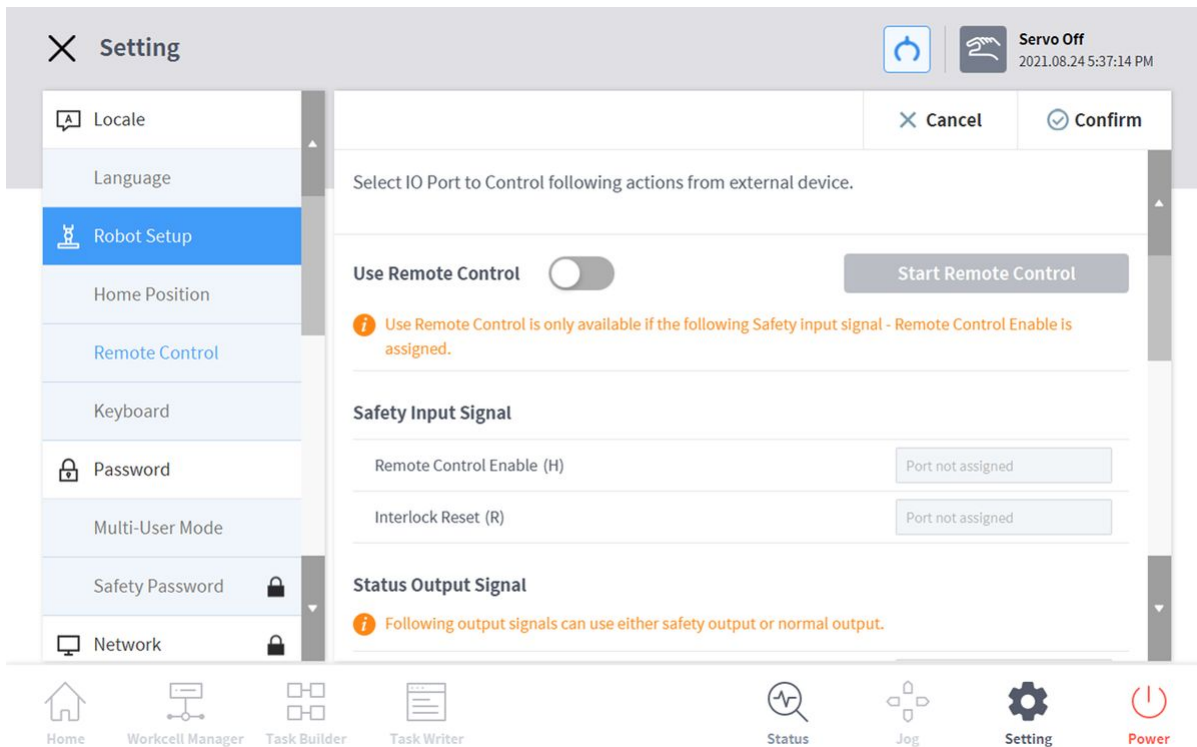 Setting
Servo Off
2021.08.24 5:37:14 PM
A Locale
Language
Robot Setup
Home Position
Remote Control
Keyboard
Password
Multi-User Mode
Safety Password
Network
Cancel
Confirm
Select IO Port to Control following actions from external device.
Use Remote Control
Start Remote Control
i Use Remote Control is only available if the following Safety input signal - Remote Control Enable is
assigned.
Safety Input Signal
Remote Control Enable (H)
Port not assigned
Interlock Reset (R)
Port not assigned
Status Output Signal
i Following output signals can use either safety output or normal output.
Home
Workcell Manager
Task Builder
Task Writer
Status
Jog
Setting
Power